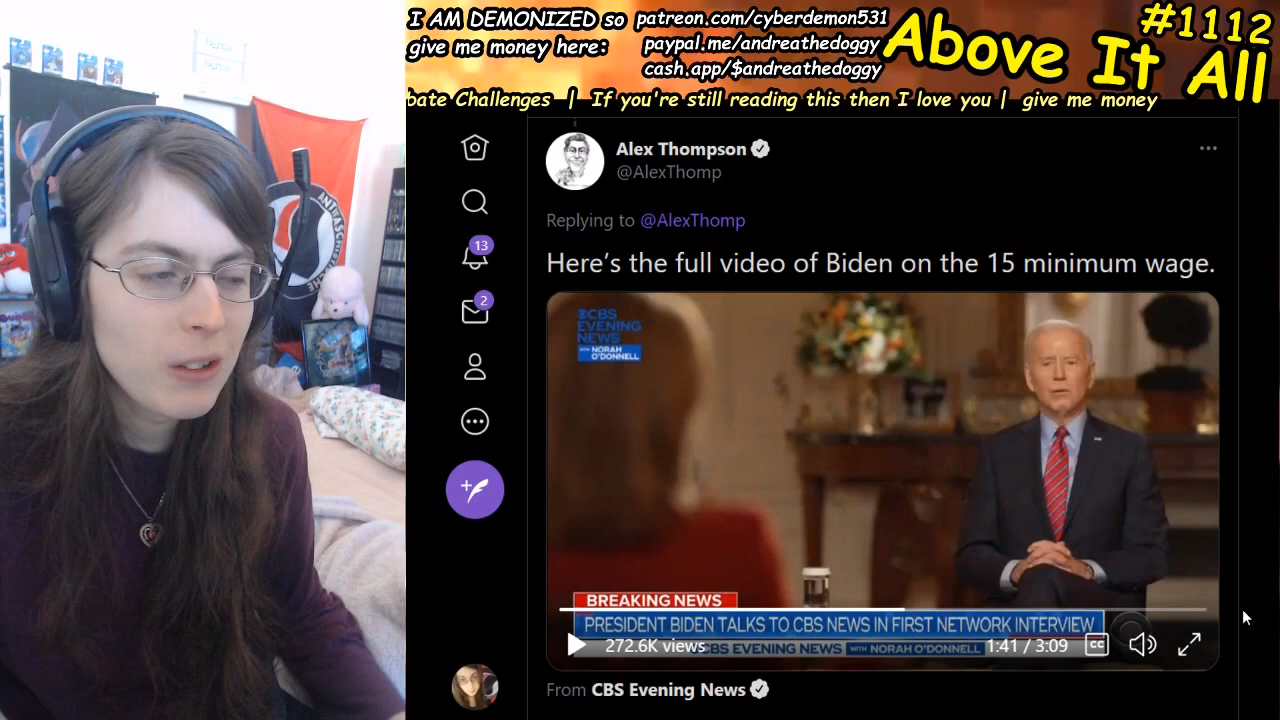 I AM DEMONIZED so
give me money here:
patreon.com/cyberdemon531
paypal.me/andreathedoggy
cash.app/$andreathedoggy
#1112
Above It All
bate Challenges | If you're still reading this then I love you | give me money
Alex Thompson
@AlexThomp
Replying to @AlexThomp
Here’s the full video of Biden on the 15 minimum wage.
CBS
EVENING
NEWS
WITH NORAH
O'DONNELL
BREAKING NEWS
PRESIDENT BIDEN TALKS TO CBS NEWS IN FIRST NETWORK INTERVIEW
CBS EVENING NEWS WITH NORAH O'DONNELL
272.6K views
1:41 / 3:09
CC
From CBS Evening News
13
2